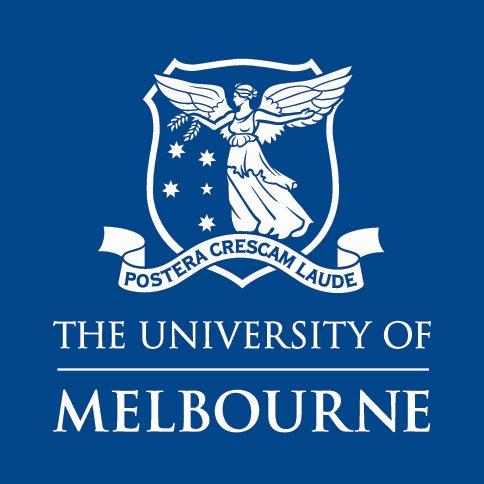 POSTERA CRESCAM LAUDE
THE UNIVERSITY OF
MELBOURNE